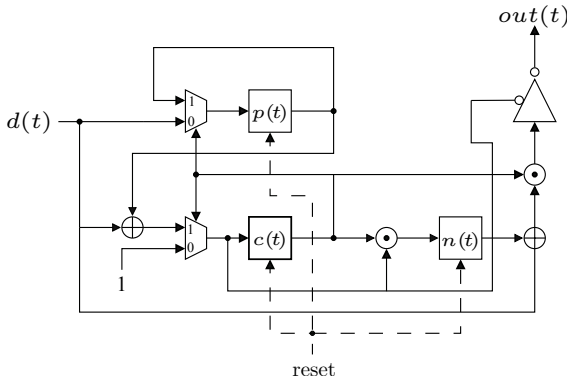 out(t)
1
0
p(t)
d(t)
1
0
c(t)
n(t)
1
reset